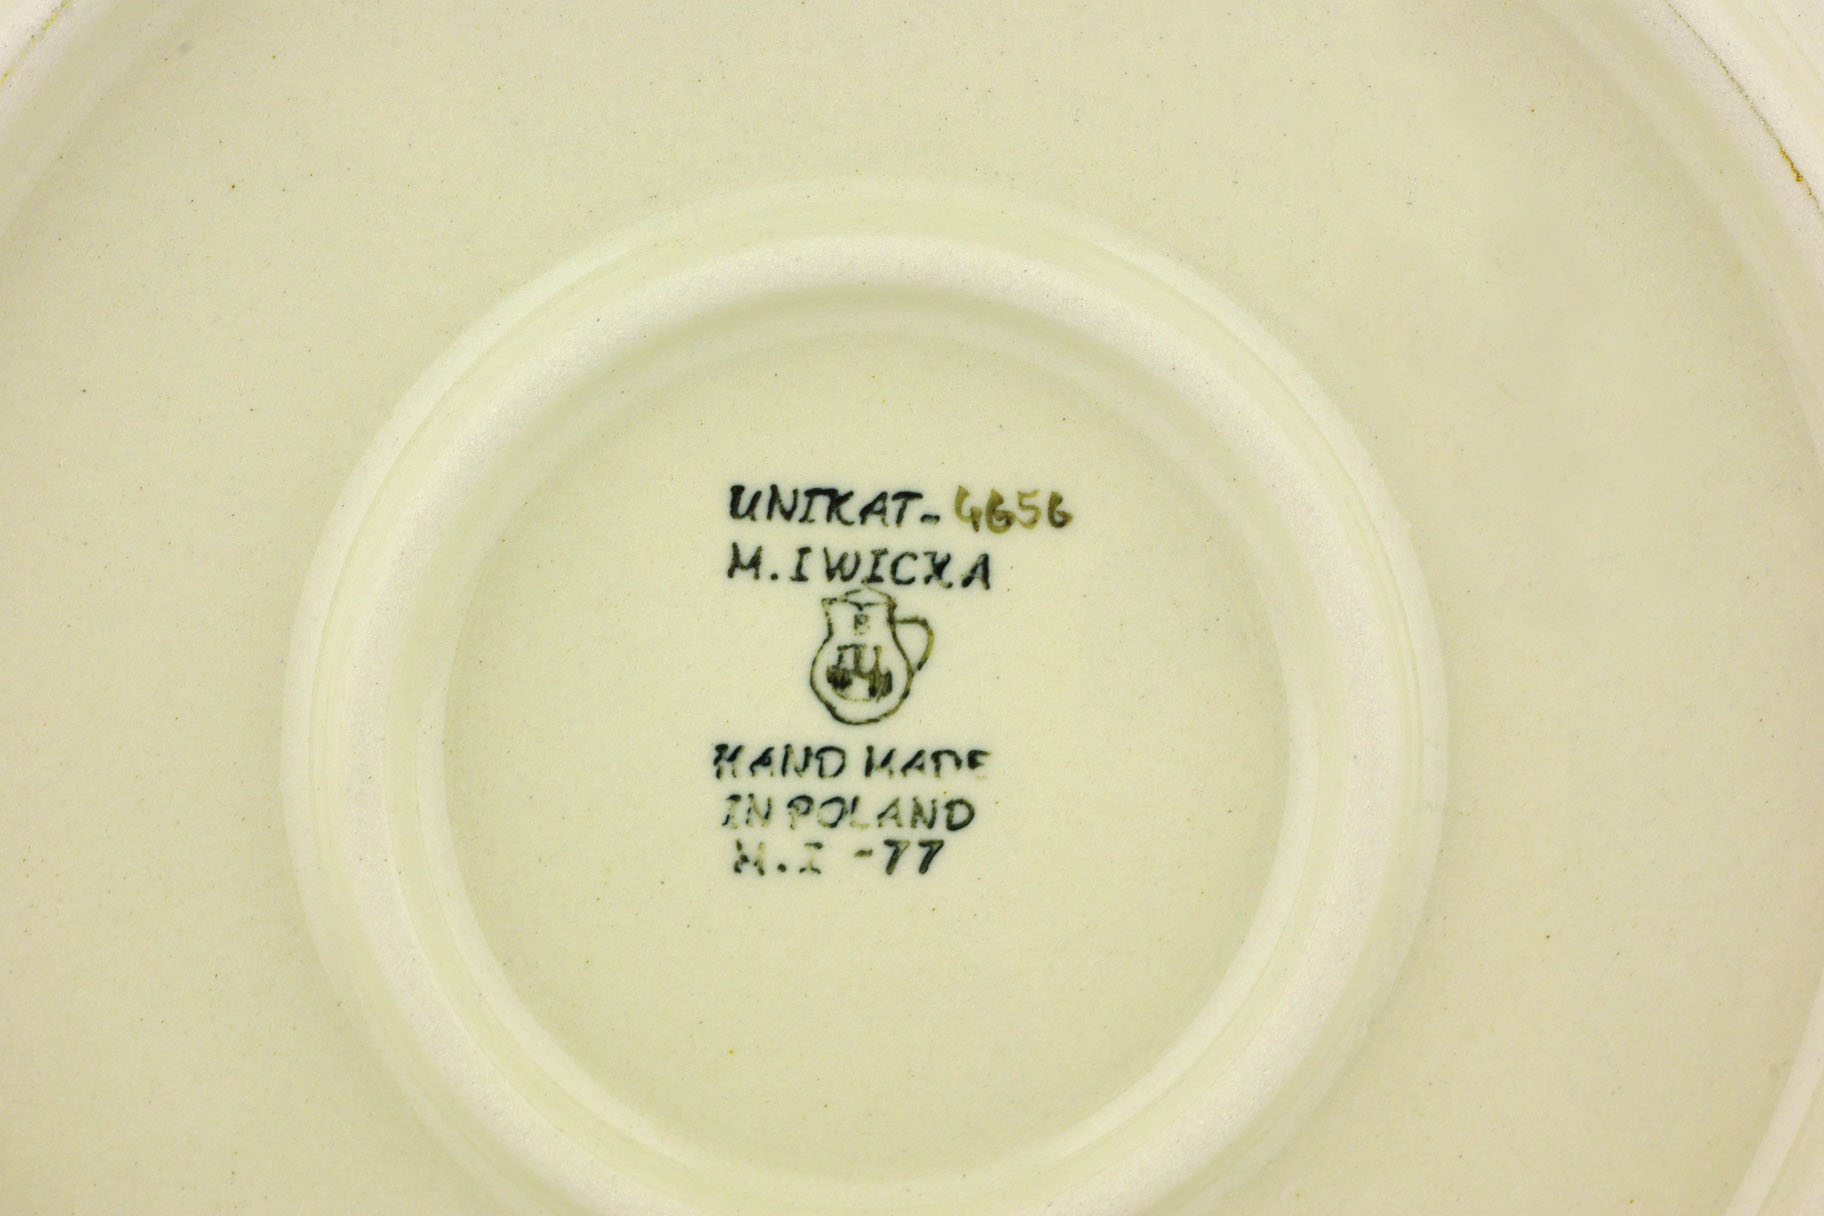 UNIKAT-4656
M.IWICKA
B
HAND MADE
IN POLAND
M.I -77